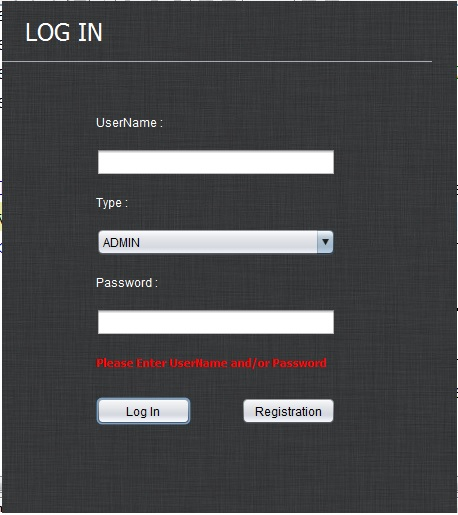 LOG IN
UserName :
Type :
ADMIN
Password :
Please Enter UserName and/or Password
Log In
Registration